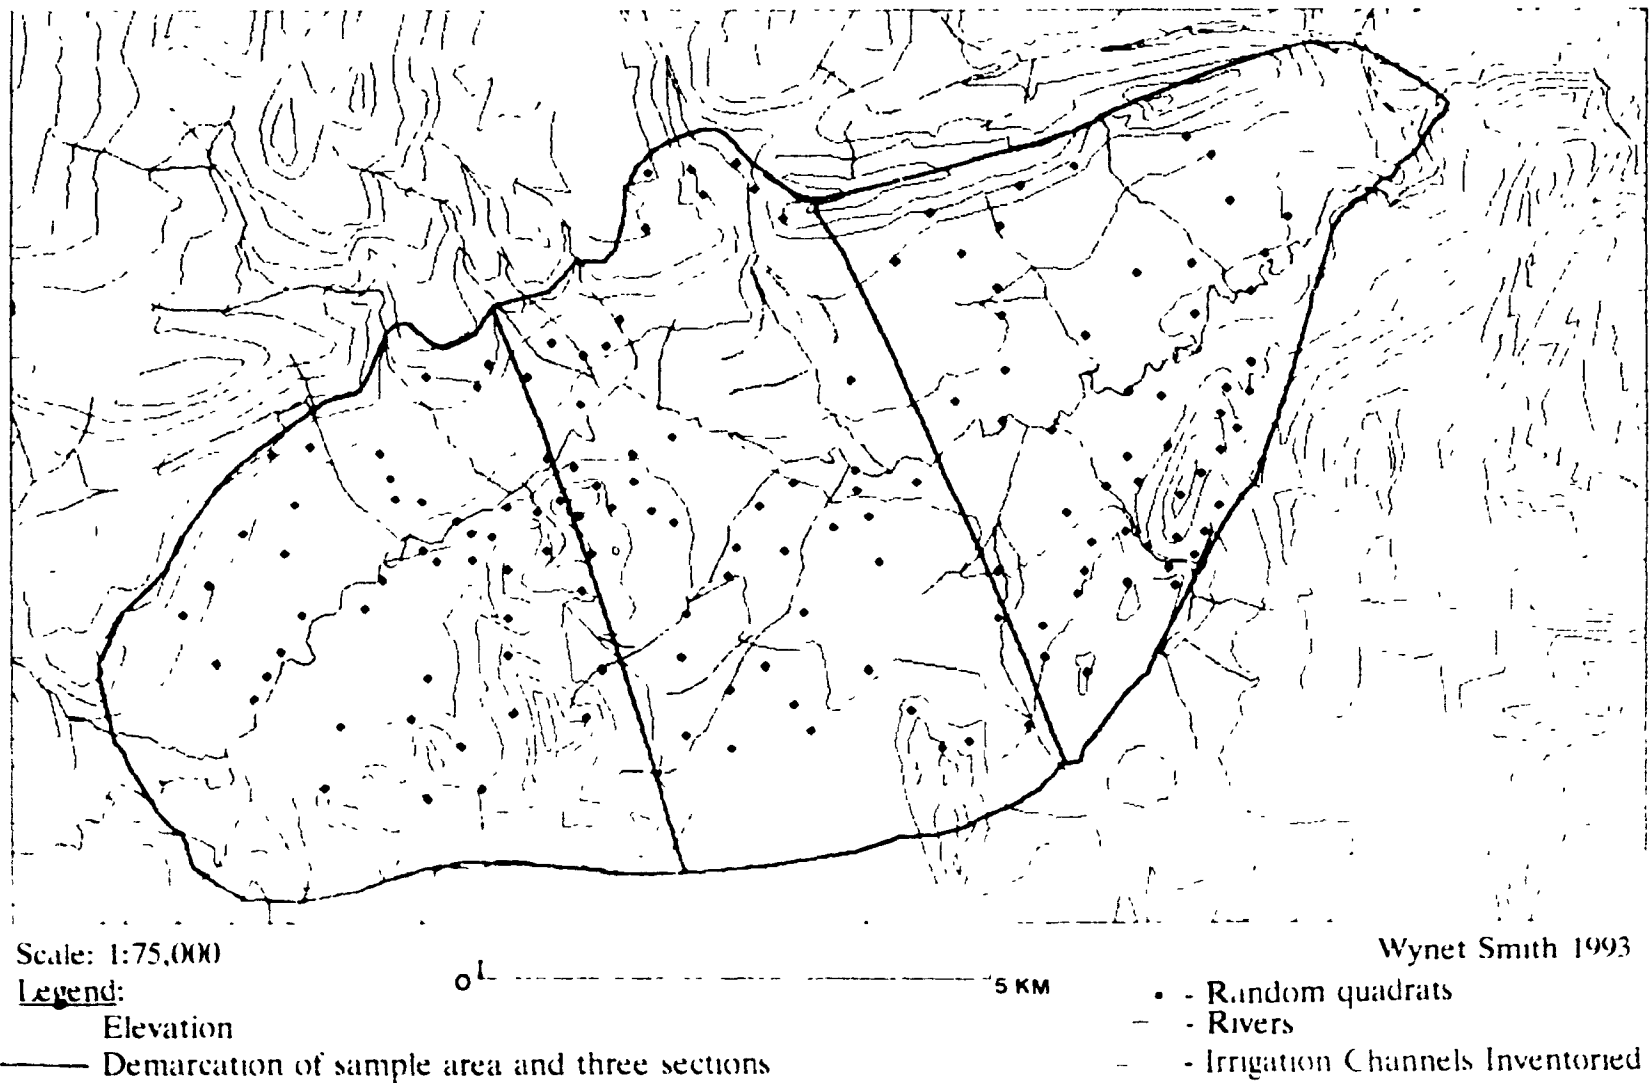 Scale: 1:75,000
Wynet Smith 1993
Legend:
0 5 KM
Random quadrats
Elevation
- Rivers
Demarcation of sample area and three sections
- Irrigation Channels Inventoried